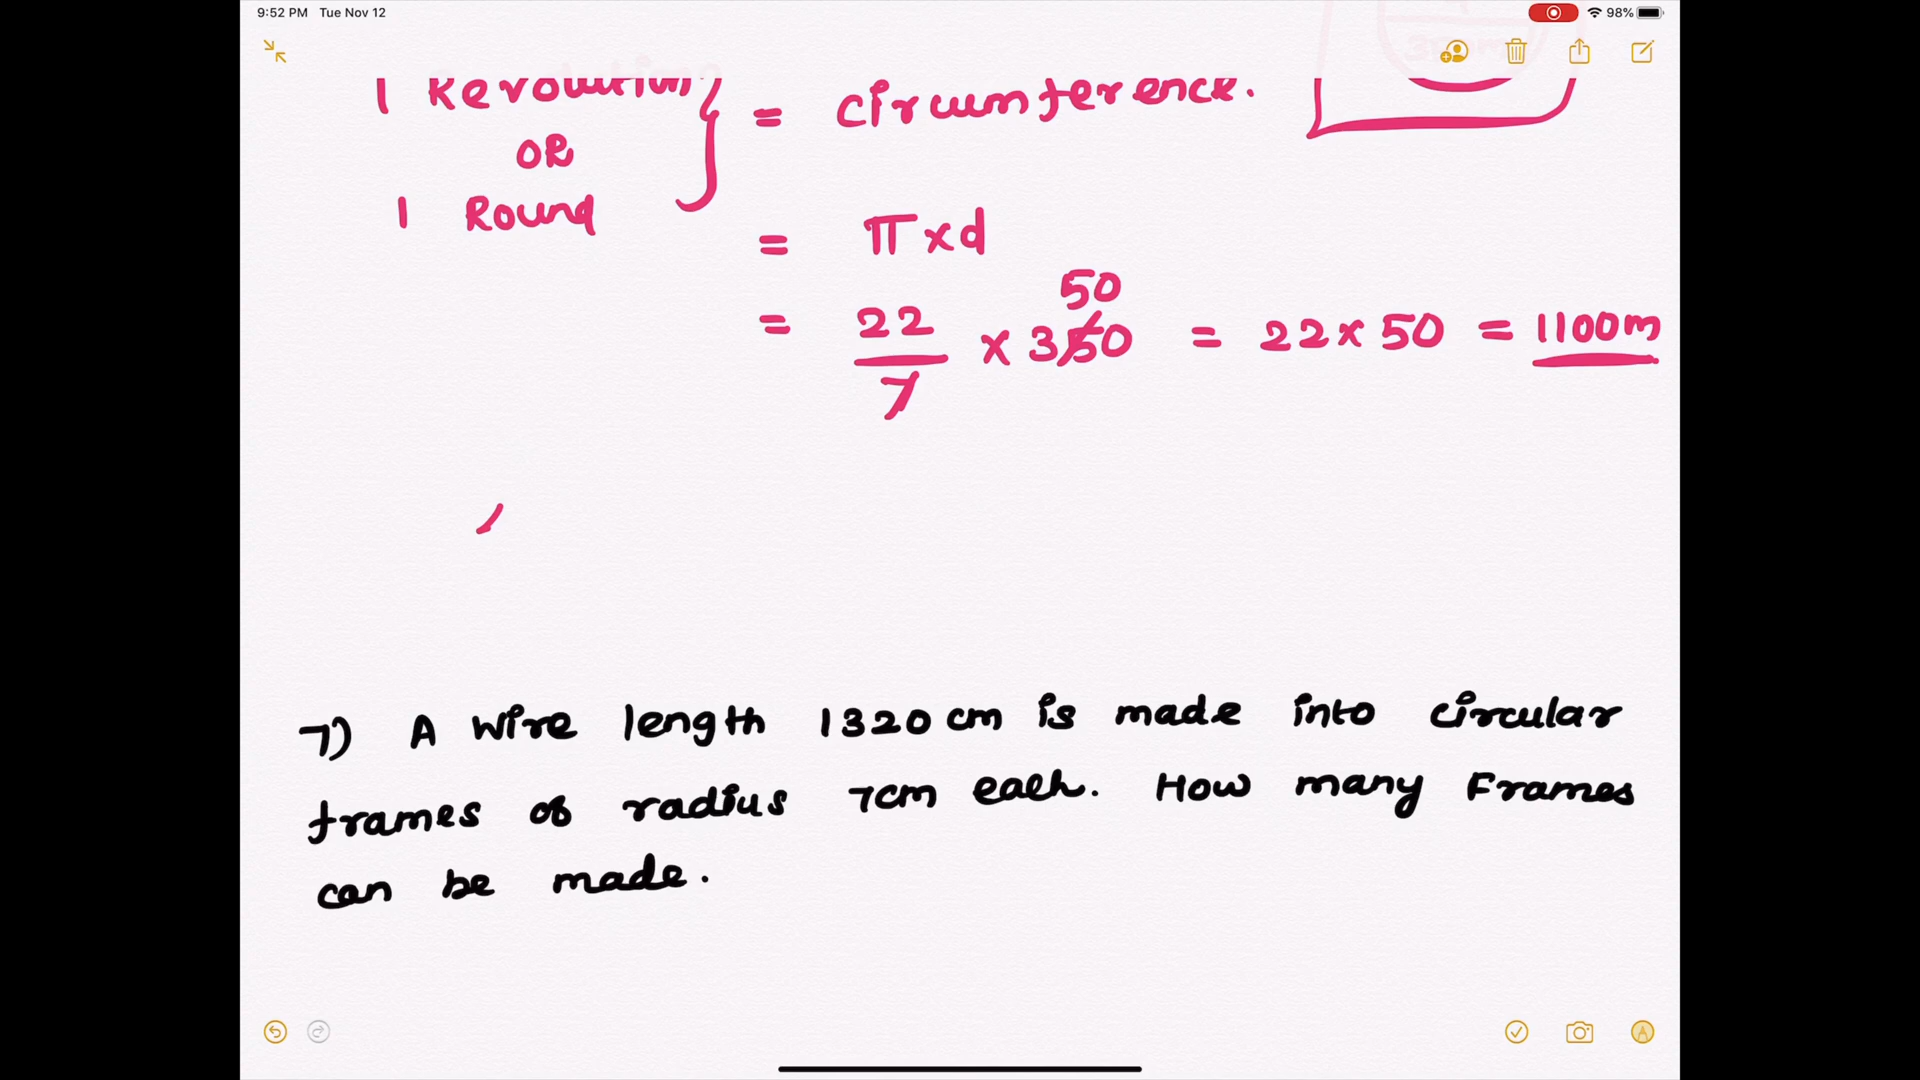 9:52 PM Tue Nov 12
98%
1 Revolution
OR
1 Round
= circumference.
= π x d
50
= 22/7 x 350 = 22 x 50 = 1100m
7) A wire length 1320 cm is made into circular
frames of radius 7cm each. How many Frames
can be made.